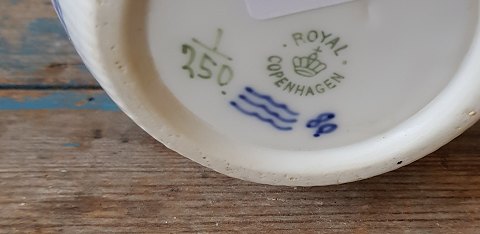 1
250.
· ROYAL ·
COPENHAGEN